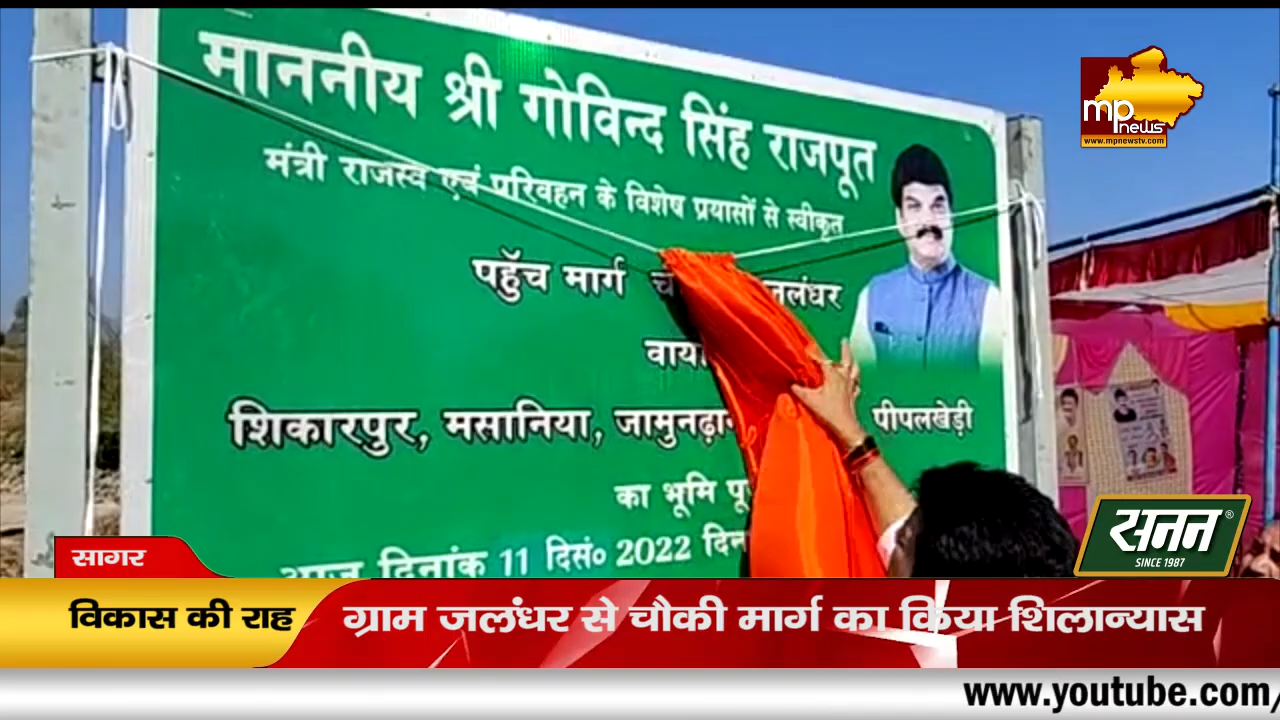 माननीय श्री गोविन्द सिंह राजपूत
मंत्री राजस्व एवं परिवहन के विशेष प्रयासों से स्वीकृत
पहुॅच मार्ग
जलंधर
शिकारपुर, मसानिया,
पीपलखेड़ी
का भूमि
आज दिनांक 11 दिसं० 2022
mp news
www.mpnewstv.com
सनन ®
SINCE 1987
सागर
विकास की राह
ग्राम जलंधर से चौकी मार्ग का किया शिलान्यास
www.youtube.com/